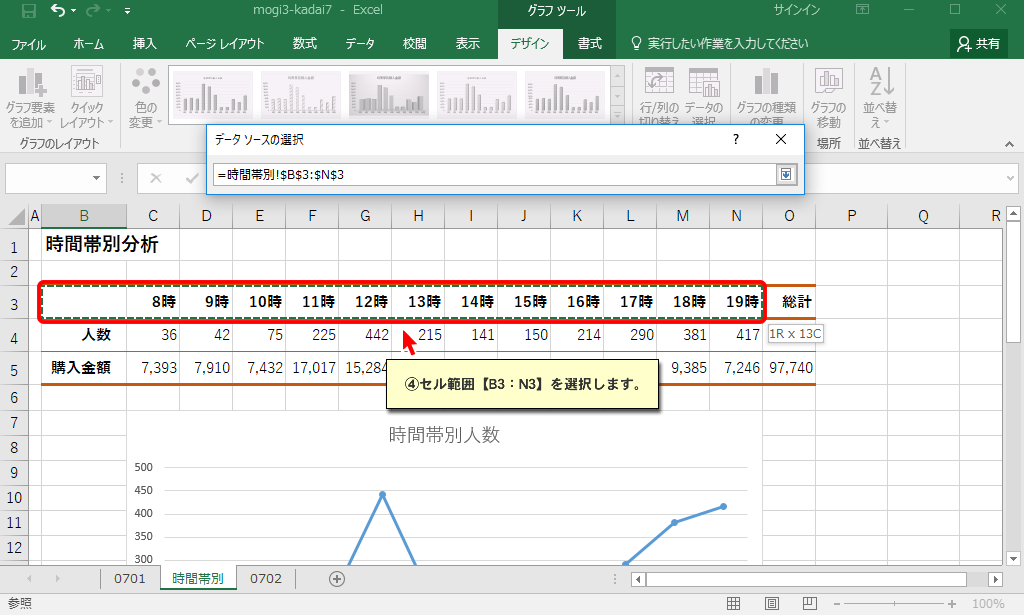 mogi3-kadai7 - Excel
グラフ ツール
サインイン
ファイル ホーム 挿入 ページ レイアウト 数式 データ 校閲 表示 デザイン 書式 実行したい作業を入力してください 共有
グラフ要素を追加
クイック レイアウト
グラフのレイアウト
色の変更
行/列の切り替え
データの選択
グラフの種類の変更
グラフの移動
場所
並べ替え
並べ替え
データ ソースの選択
?
=時間帯別!$B$3:$N$3
A B C D E F G H I J K L M N O P Q R
1 時間帯別分析
2
3 8時 9時 10時 11時 12時 13時 14時 15時 16時 17時 18時 19時 総計
4 人数 36 42 75 225 442 215 141 150 214 290 381 417 1R x 13C
5 購入金額 7,393 7,910 7,432 17,017 15,284 9,385 7,246 97,740
④セル範囲【B3：N3】を選択します。
6
7
8
9
10
11
12
時間帯別人数
500
450
400
350
300
0701 時間帯別 0702
参照
100%